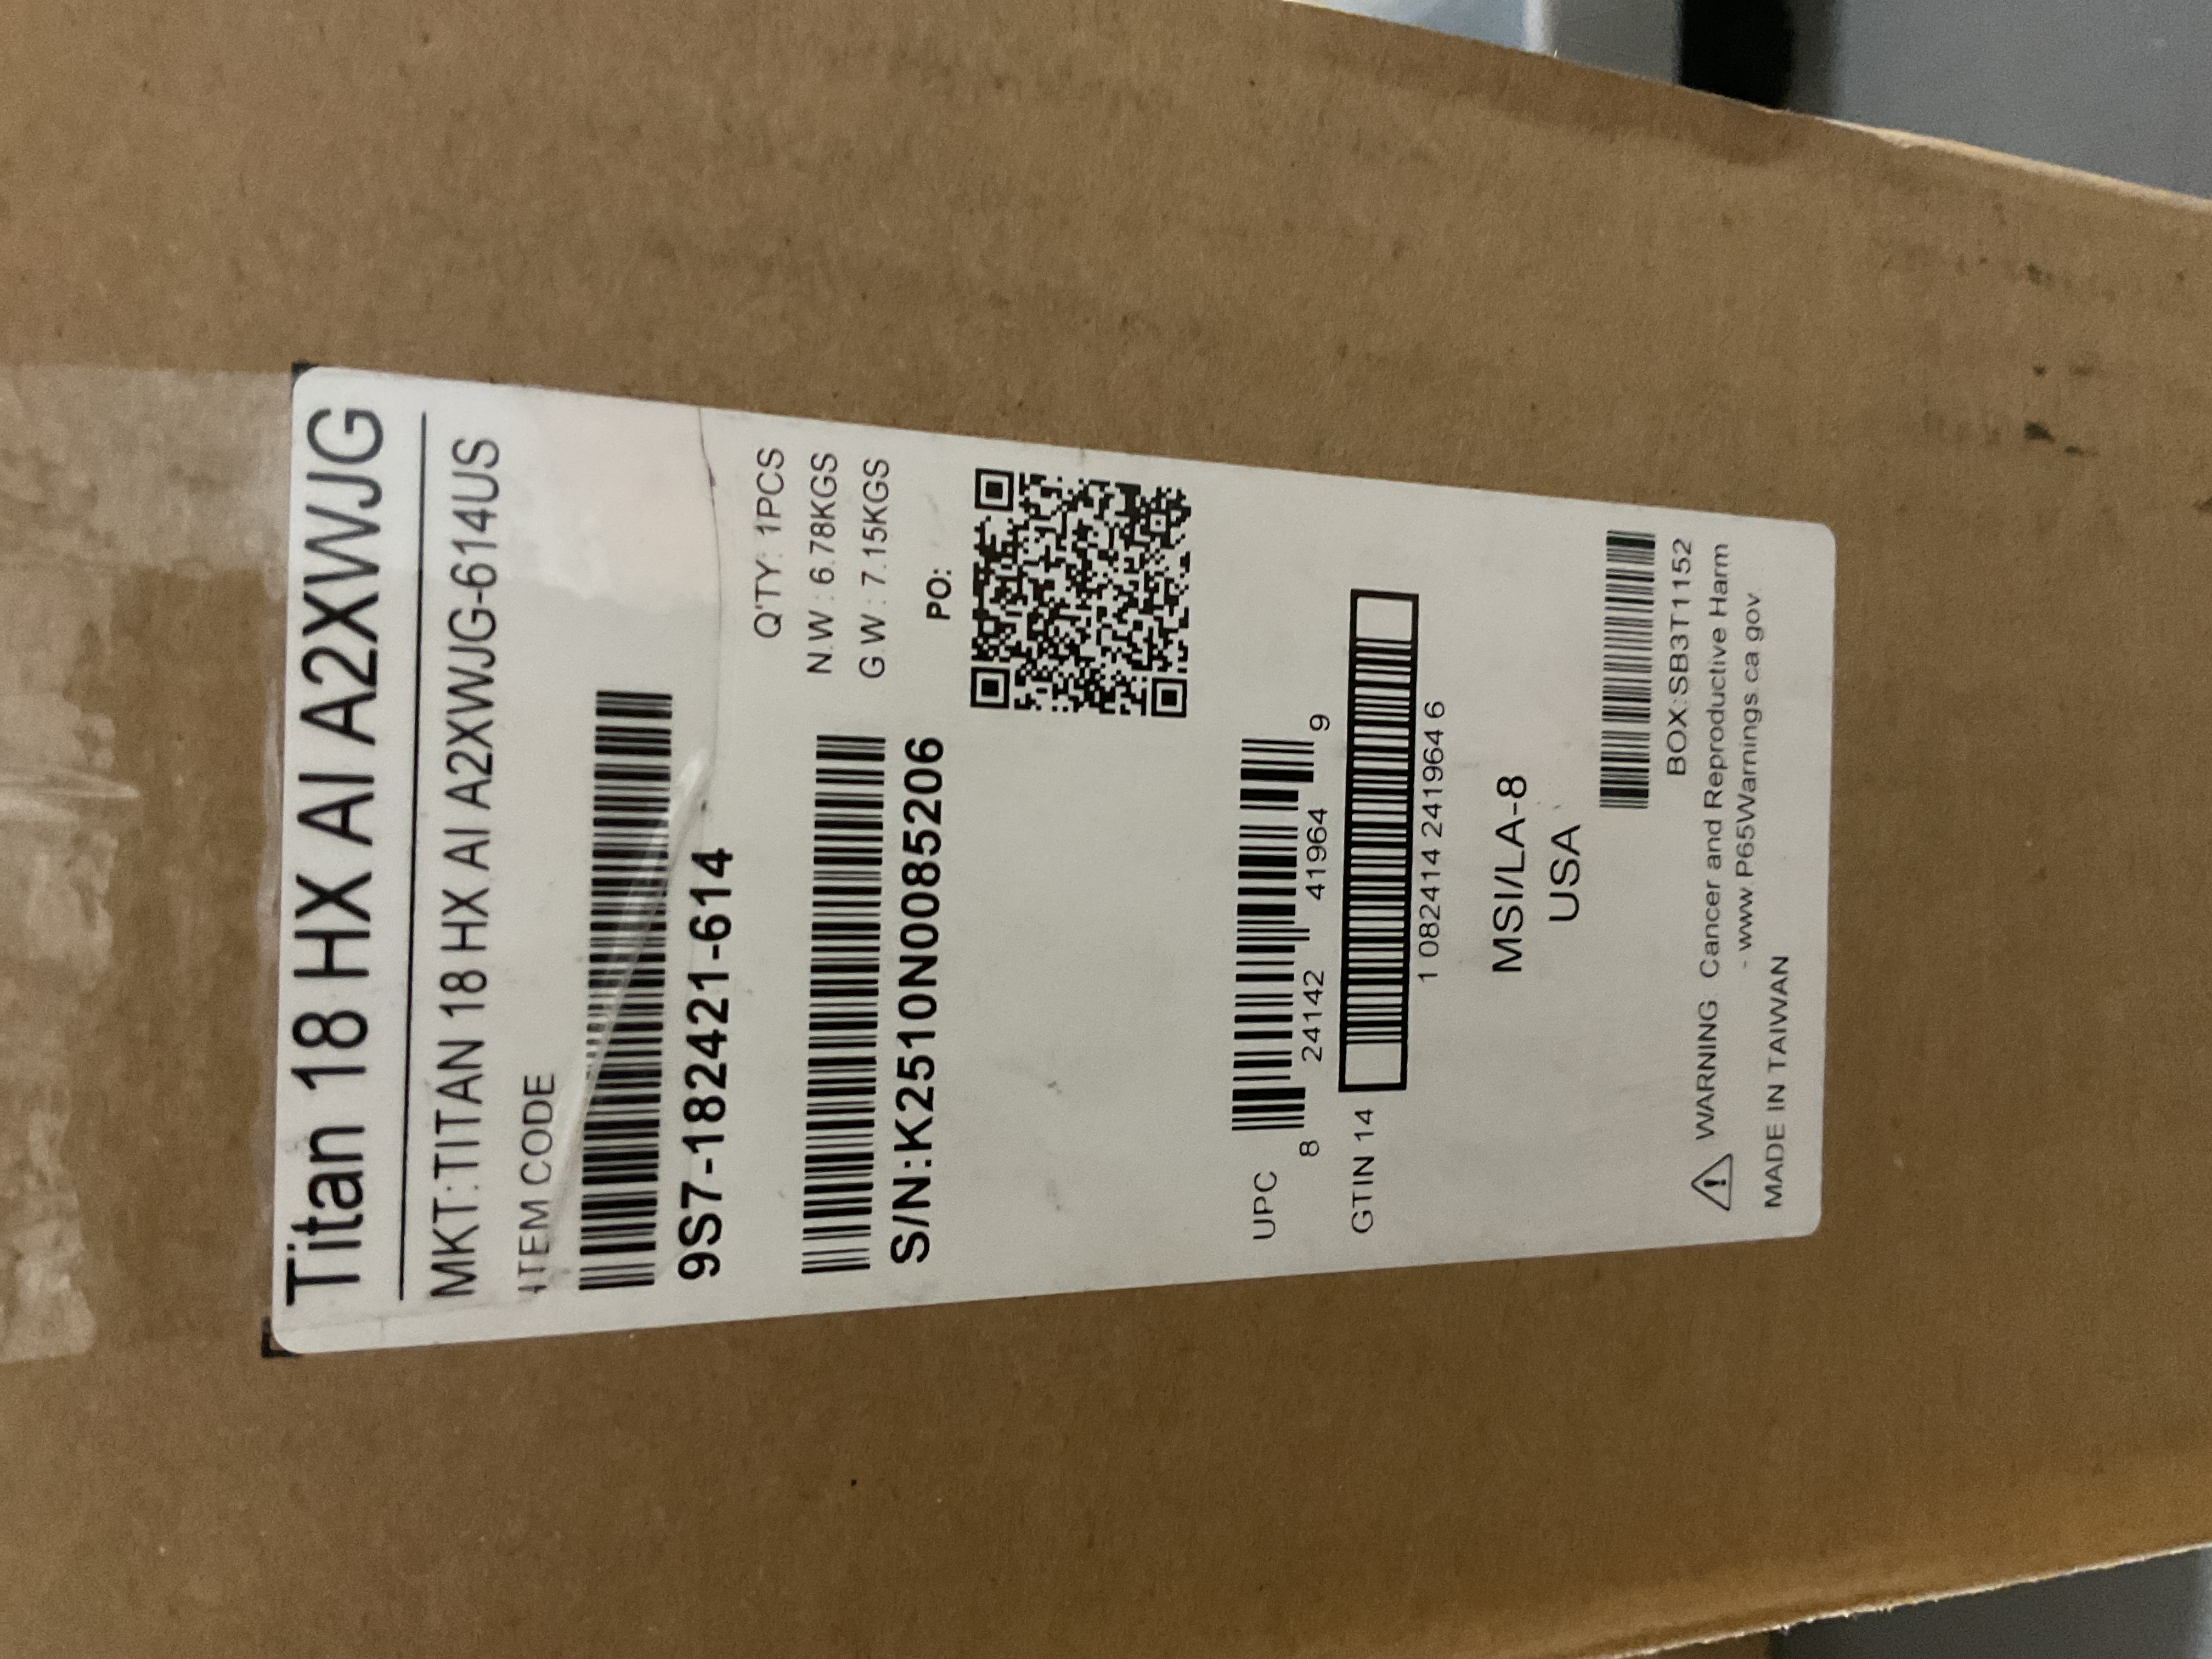 Titan 18 HX AI A2XWJG
MKT:TITAN 18 HX AI A2XWJG-614US
ITEM CODE
9S7-182421-614
Q'TY: 1PCS
N.W : 6.78KGS
G.W : 7.15KGS
S/N:K2510N0085206
PO:
UPC
8 24142 41964 9
GTIN 14
1 082414 241964 6
MSI/LA-8
USA
BOX:SB3T1152
WARNING Cancer and Reproductive Harm
- www.P65Warnings.ca.gov
MADE IN TAIWAN